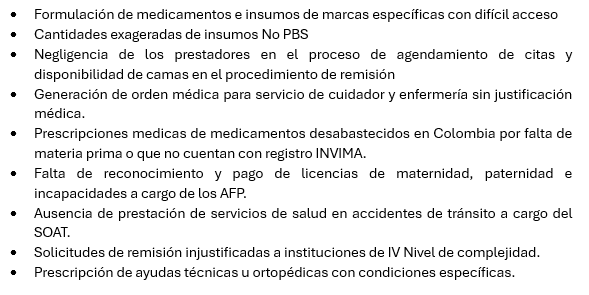 • Formulación de medicamentos e insumos de marcas específicas con difícil acceso
• Cantidades exageradas de insumos No PBS
• Negligencia de los prestadores en el proceso de agendamiento de citas y
disponibilidad de camas en el procedimiento de remisión
• Generación de orden médica para servicio de cuidador y enfermería sin justificación
médica.
• Prescripciones medicas de medicamentos desabastecidos en Colombia por falta de
materia prima o que no cuentan con registro INVIMA.
• Falta de reconocimiento y pago de licencias de maternidad, paternidad e
incapacidades a cargo de los AFP.
• Ausencia de prestación de servicios de salud en accidentes de tránsito a cargo del
SOAT.
• Solicitudes de remisión injustificadas a instituciones de IV Nivel de complejidad.
• Prescripción de ayudas técnicas u ortopédicas con condiciones específicas.